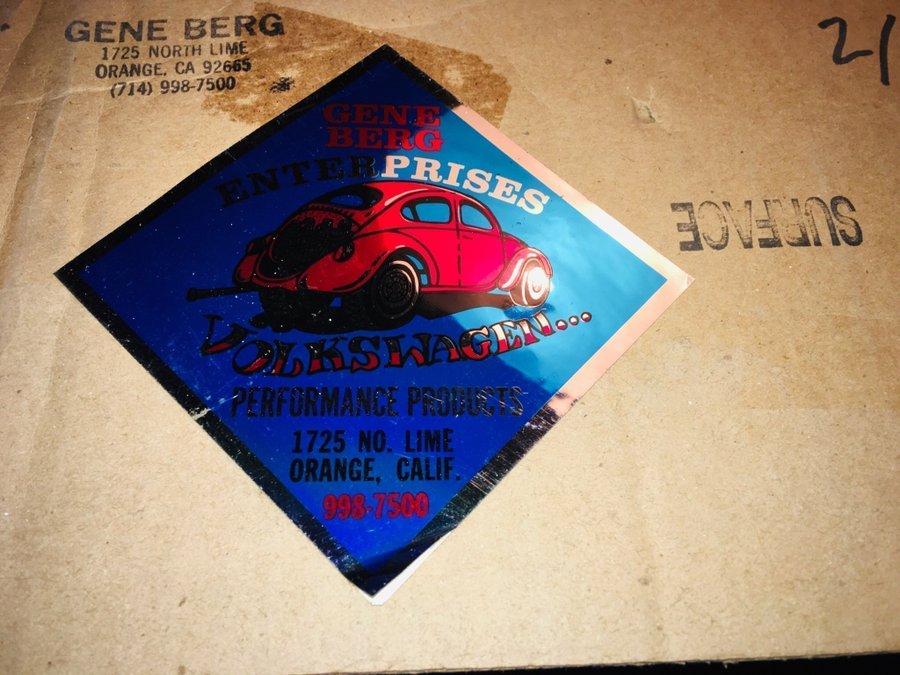 GENE BERG
1725 NORTH LIME
ORANGE, CA 92665
(714) 998-7500
21
GENE
BERG
ENTERPRISES
VOLKSWAGEN...
PERFORMANCE PRODUCTS
1725 NO. LIME
ORANGE, CALIF.
998-7500
SURFACE